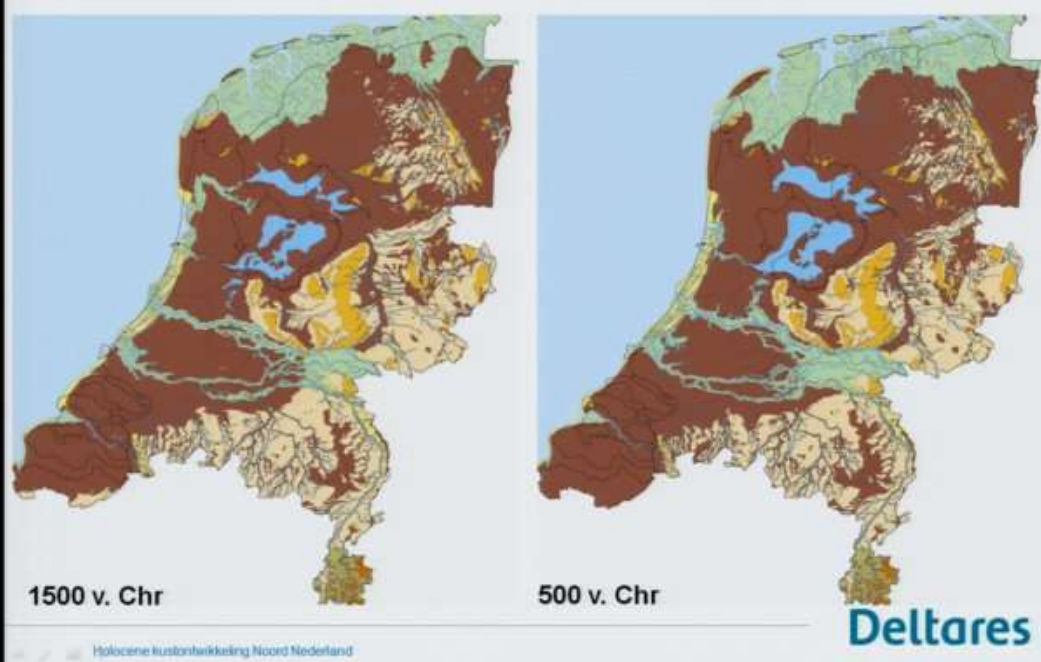 1500 v. Chr
500 v. Chr
Deltares
Holocene kustontwikkeling Noord Nederland